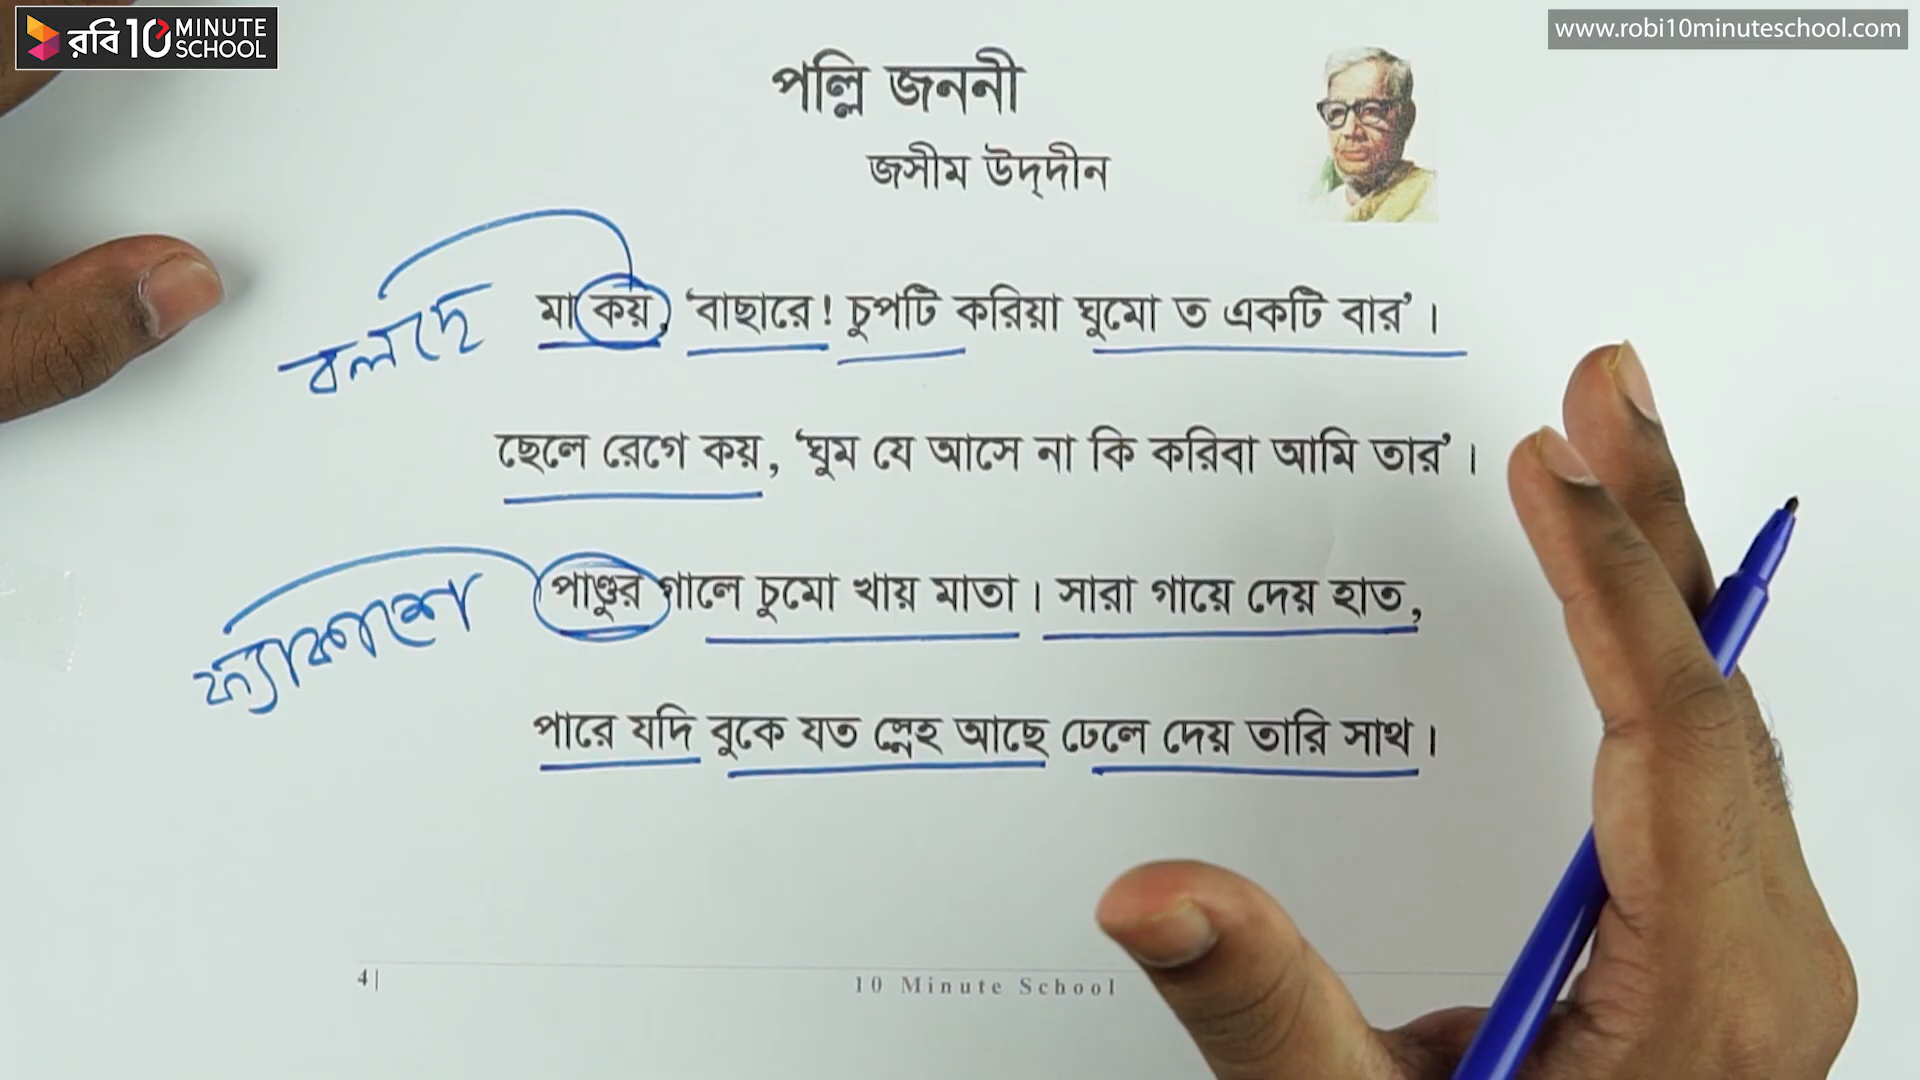 রবি 10 MINUTE SCHOOL
www.robi10minuteschool.com
পল্লি জননী
জসীম উদ্‌দীন
বলছে
মা কয়, ‘বাছারে! চুপটি করিয়া ঘুমো ত একটি বার’।
ছেলে রেগে কয়, ‘ঘুম যে আসে না কি করিবা আমি তার’।
ফ্যাকাশে
পাণ্ডুর গালে চুমো খায় মাতা। সারা গায়ে দেয় হাত,
পারে যদি বুকে যত স্নেহ আছে ঢেলে দেয় তারি সাথ।
4|
10 Minute School